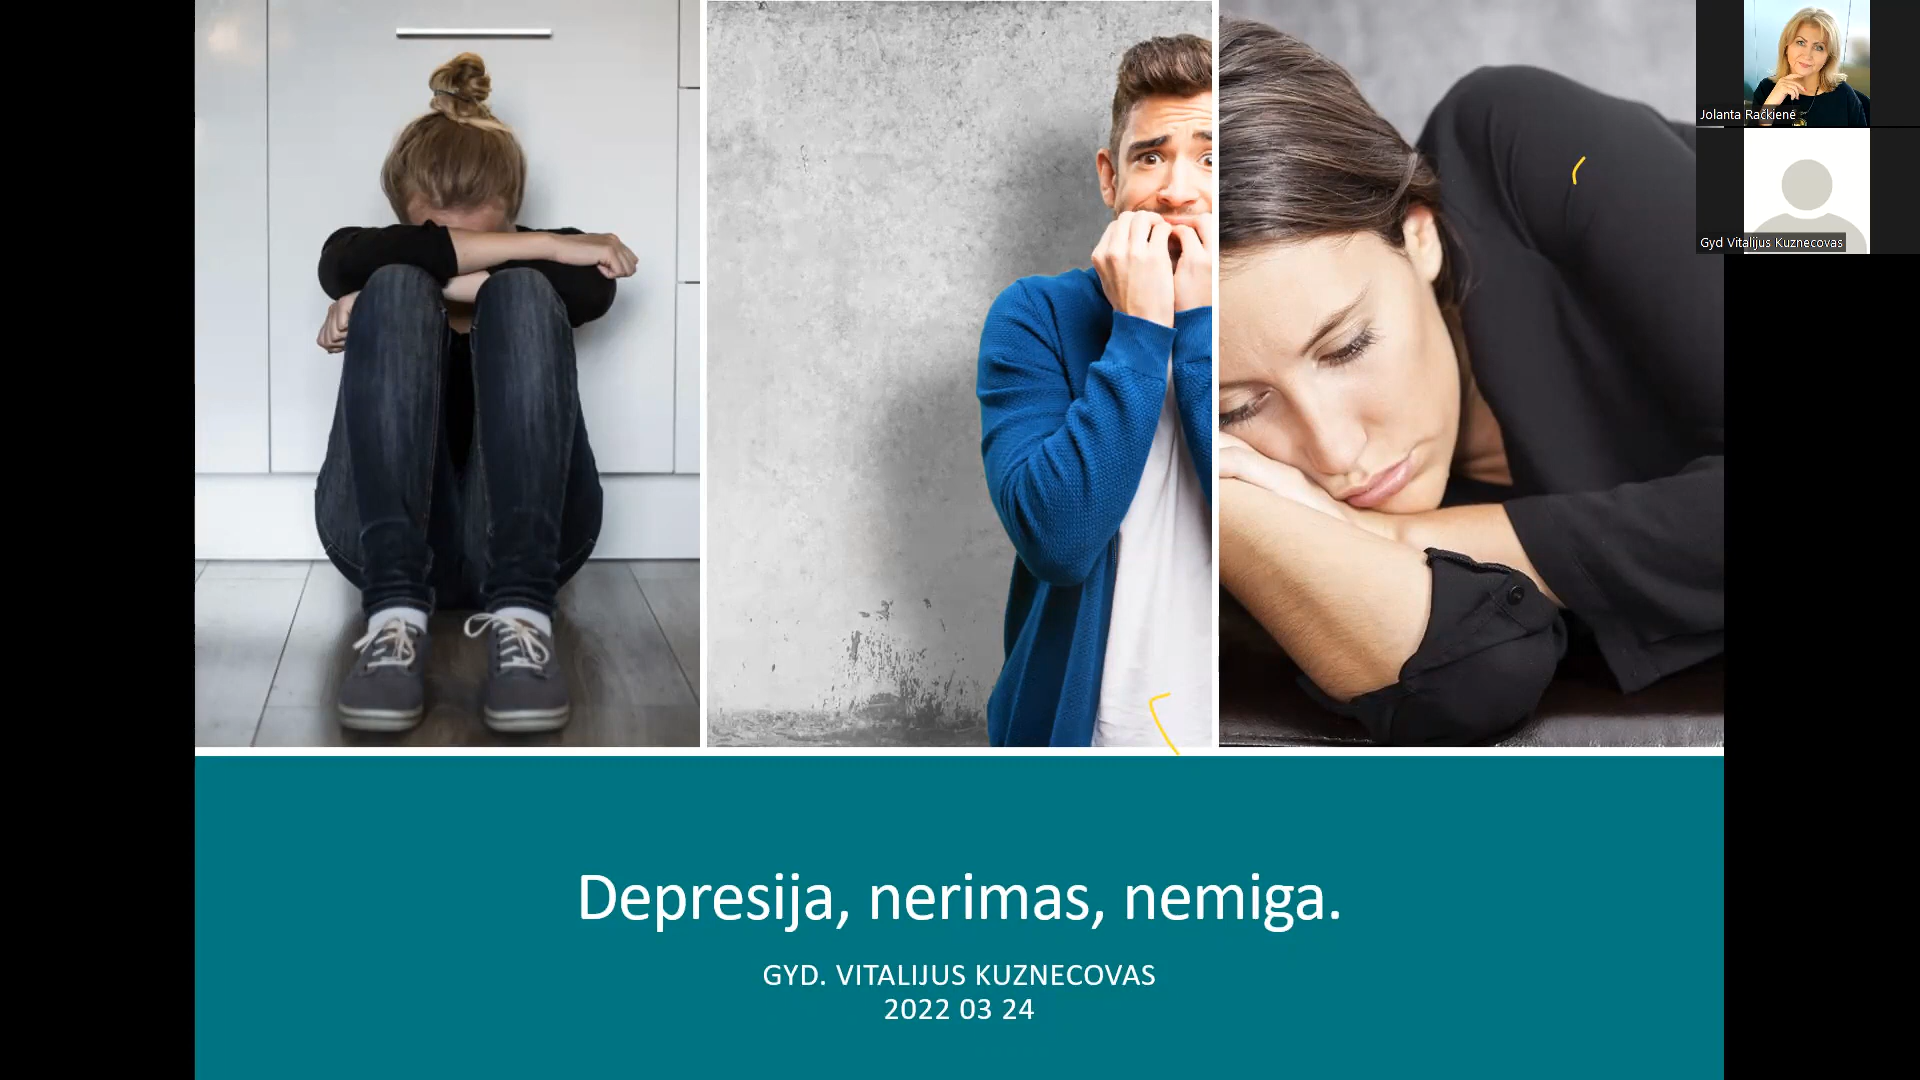 Jolanta Račkienė
Gyd Vitalijus Kuznecovas
Depresija, nerimas, nemiga.
GYD. VITALIJUS KUZNECOVAS
2022 03 24